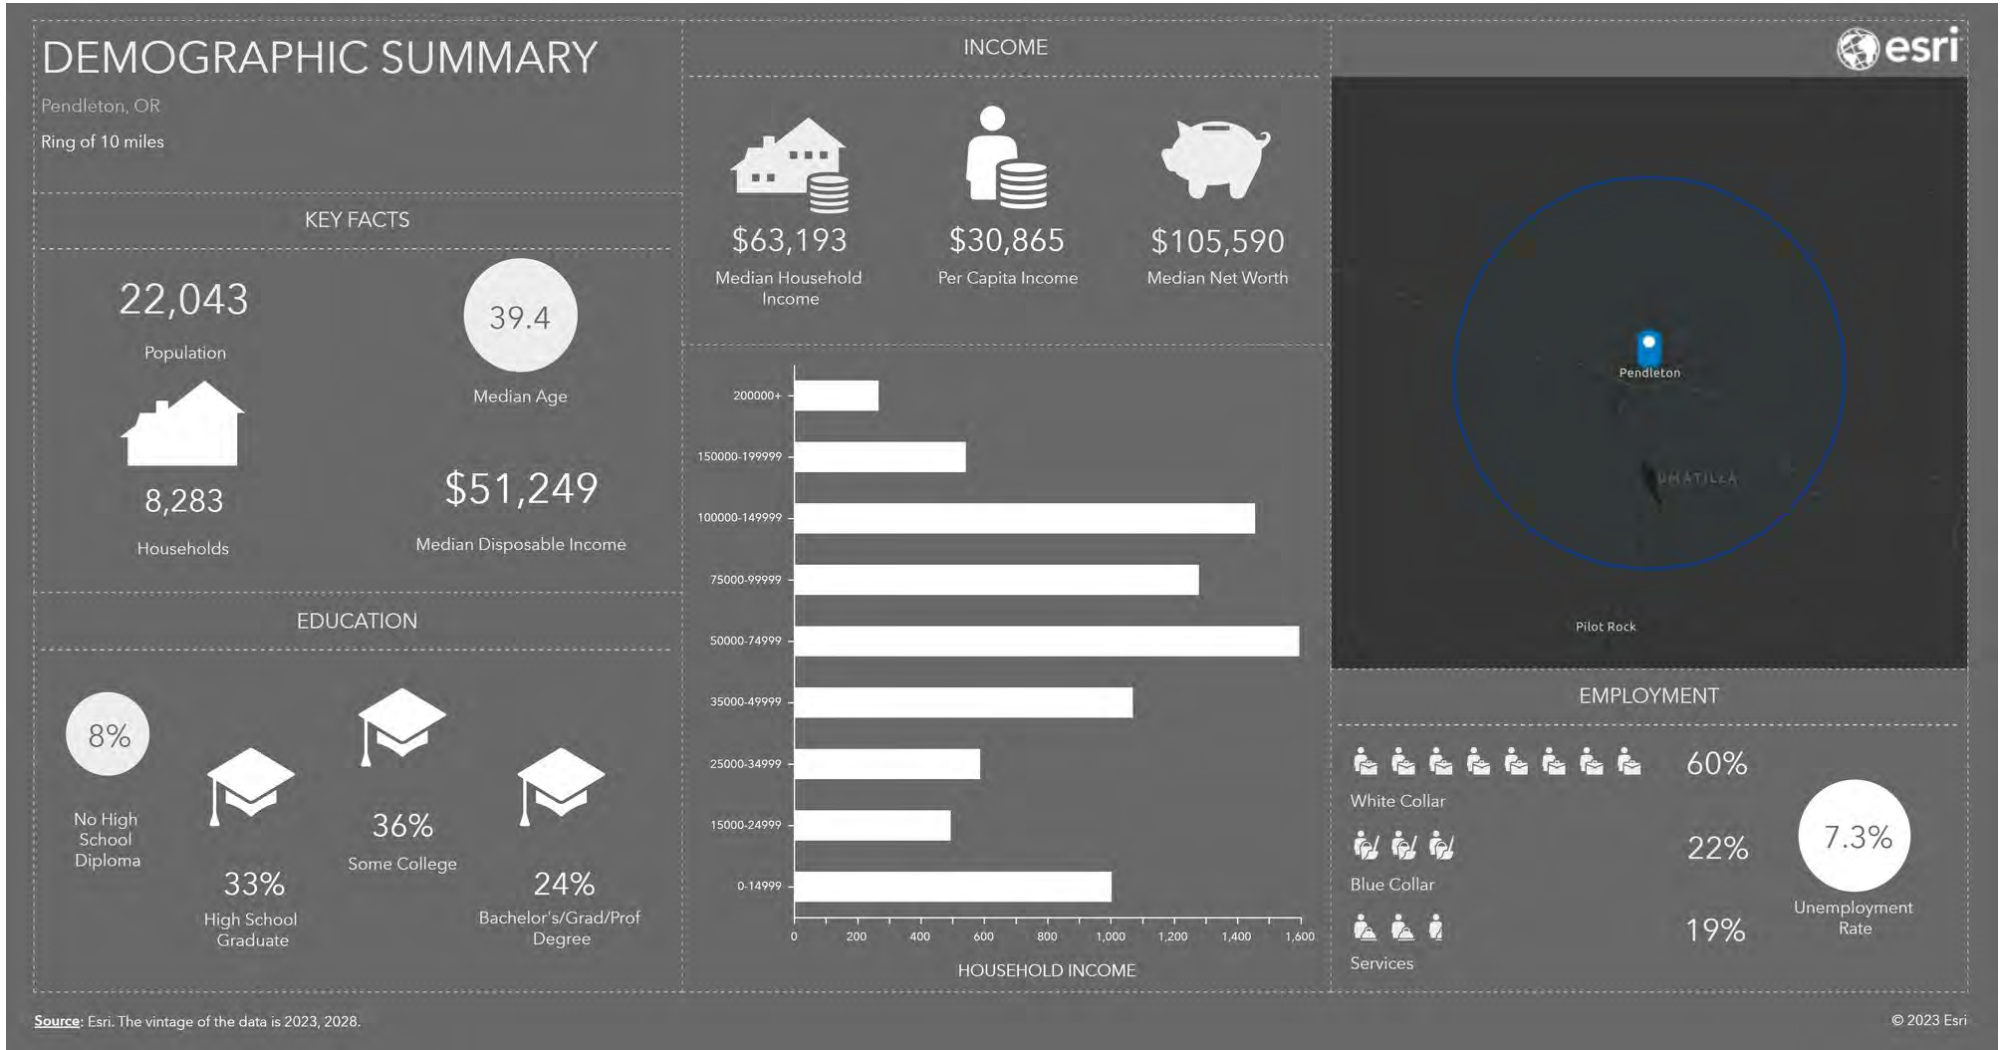 DEMOGRAPHIC SUMMARY
Pendleton, OR
Ring of 10 miles
KEY FACTS
22,043
Population
39.4
Median Age
8,283
Households
$51,249
Median Disposable Income
EDUCATION
8%
No High
School
Diploma
33%
High School
Graduate
36%
Some College
24%
Bachelor's/Grad/Prof
Degree
INCOME
$63,193
Median Household
Income
$30,865
Per Capita Income
$105,590
Median Net Worth
200000+
150000-199999
100000-149999
75000-99999
50000-74999
35000-49999
25000-34999
15000-24999
0-14999
0 200 400 600 800 1,000 1,200 1,400 1,600
HOUSEHOLD INCOME
esri
Pendleton
UMATILLA
Pilot Rock
EMPLOYMENT
60%
White Collar
22%
Blue Collar
19%
Services
7.3%
Unemployment
Rate
Source: Esri. The vintage of the data is 2023, 2028.
© 2023 Esri